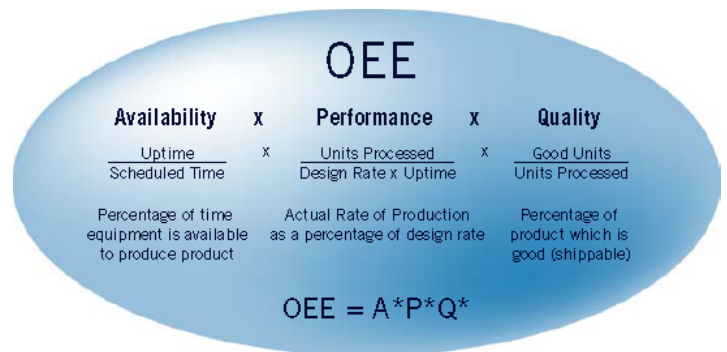 OEE
Availability x Performance x Quality
Uptime x Units Processed x Good Units
Scheduled Time Design Rate x Uptime Units Processed
Percentage of time Actual Rate of Production Percentage of
equipment is available as a percentage of design rate product which is
to produce product good (shippable)
OEE = A*P*Q*